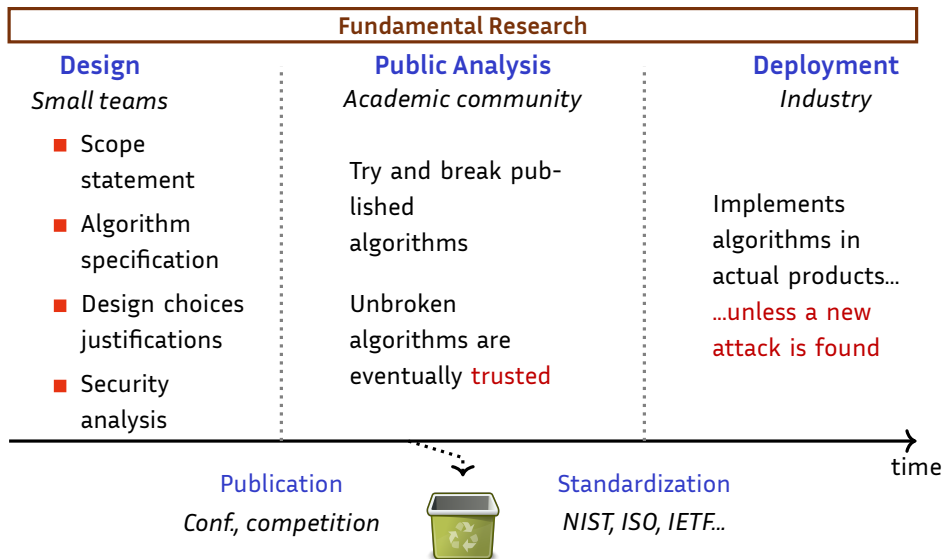 Fundamental Research
Design
Small teams
Scope
statement
Algorithm
specification
Design choices
justifications
Security
analysis
Public Analysis
Academic community
Try and break pub-
lished
algorithms
Unbroken
algorithms are
eventually trusted
Deployment
Industry
Implements
algorithms in
actual products...
...unless a new
attack is found
time
Publication
Conf., competition
Standardization
NIST, ISO, IETF...